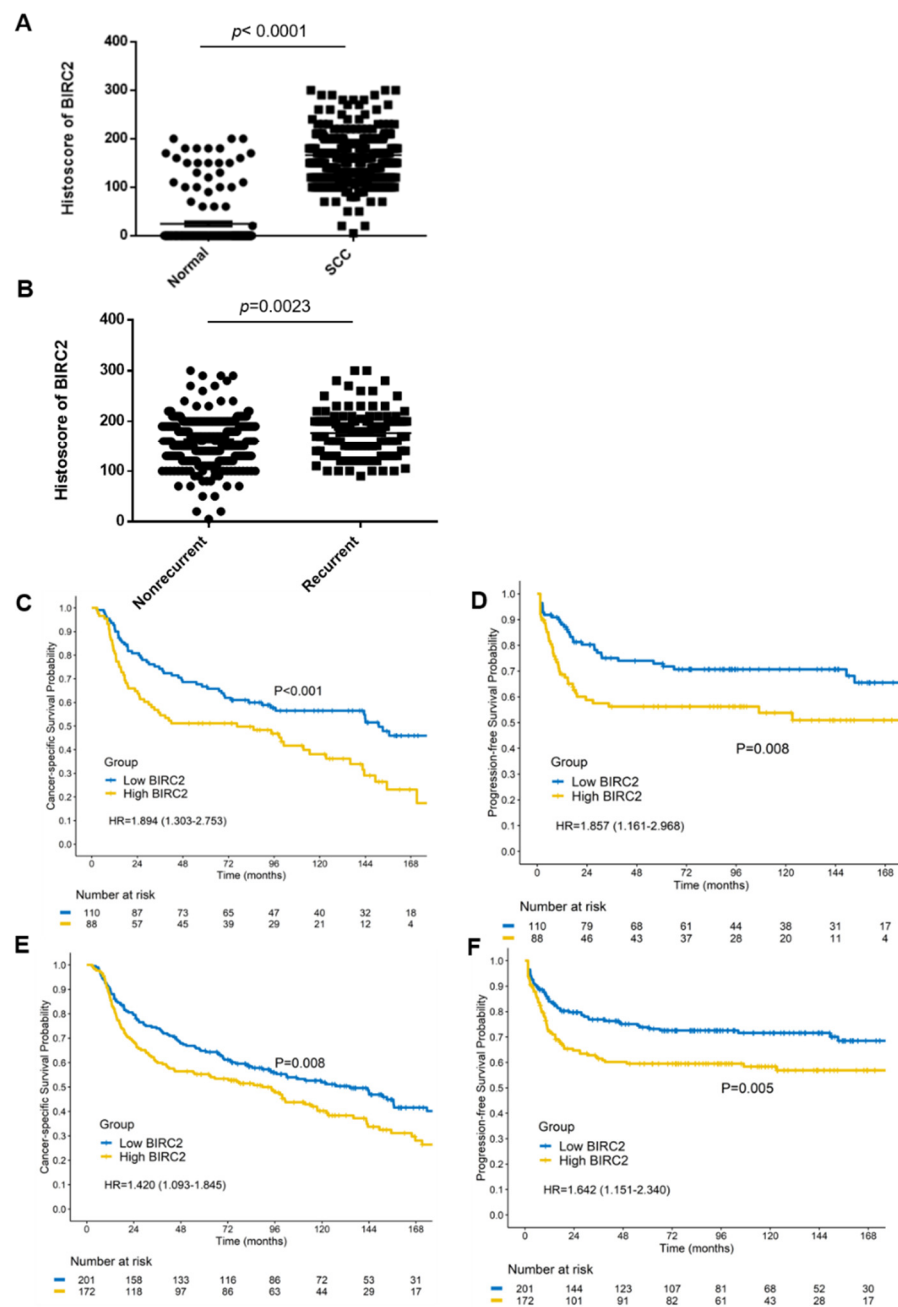 A
p< 0.0001
Histoscore of BIRC2
400
300
200
100
0
Normal
SCC
B
p=0.0023
Histoscore of BIRC2
400
300
200
100
0
Nonrecurrent
Recurrent
C
Cancer-specific Survival Probability
1.0
0.9
0.8
0.7
0.6
0.5
0.4
0.3
0.2
0.1
0.0
P<0.001
Group
Low BIRC2
High BIRC2
HR=1.894 (1.303-2.753)
0 24 48 72 96 120 144 168
Time (months)
Number at risk
110 87 73 65 47 40 32 18
88 57 45 39 29 21 12 4
D
Progression-free Survival Probability
1.0
0.9
0.8
0.7
0.6
0.5
0.4
0.3
0.2
0.1
0.0
P=0.008
Group
Low BIRC2
High BIRC2
HR=1.857 (1.161-2.968)
0 24 48 72 96 120 144 168
Time (months)
Number at risk
110 79 68 61 44 38 31 17
88 46 43 37 28 20 11 4
E
Cancer-specific Survival Probability
1.0
0.9
0.8
0.7
0.6
0.5
0.4
0.3
0.2
0.1
0.0
P=0.008
Group
Low BIRC2
High BIRC2
HR=1.420 (1.093-1.845)
0 24 48 72 96 120 144 168
Time (months)
Number at risk
201 158 133 116 86 72 53 31
172 118 97 86 63 44 29 17
F
Progression-free Survival Probability
1.0
0.9
0.8
0.7
0.6
0.5
0.4
0.3
0.2
0.1
0.0
P=0.005
Group
Low BIRC2
High BIRC2
HR=1.642 (1.151-2.340)
0 24 48 72 96 120 144 168
Time (months)
Number at risk
201 144 123 107 81 68 52 30
172 101 91 82 61 43 28 17